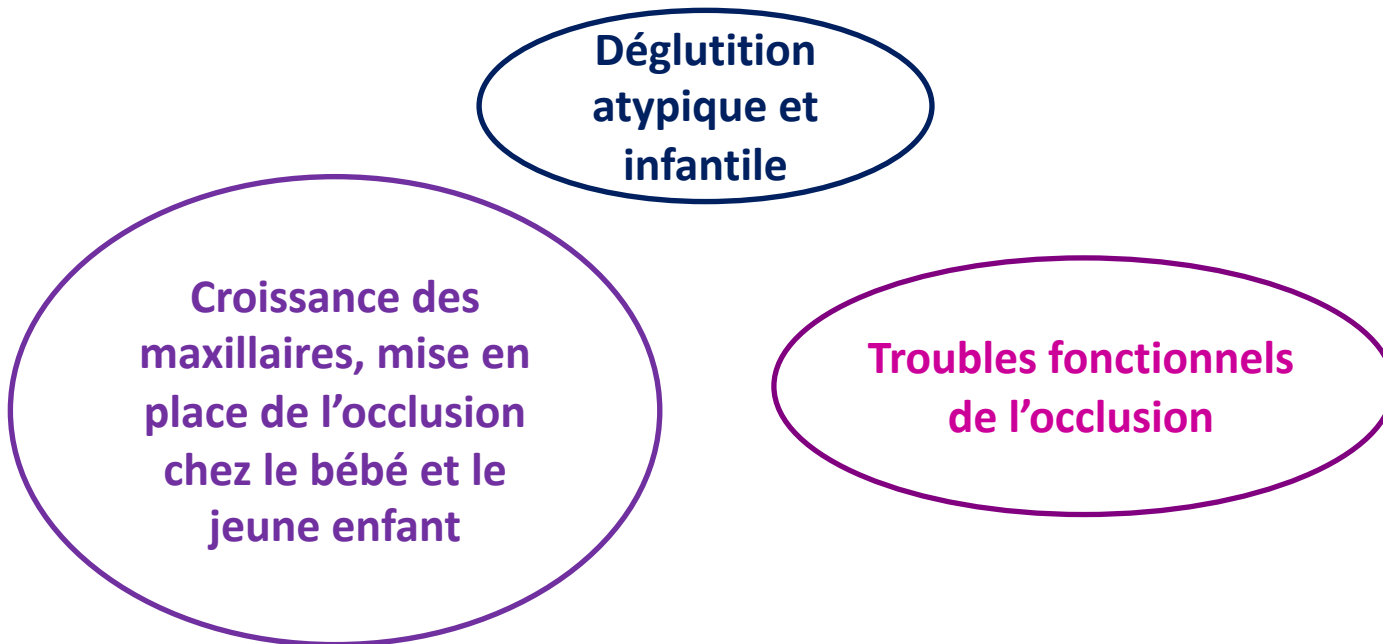 Déglutition
atypique et
infantile
Croissance des
maxillaires, mise en
place de l’occlusion
chez le bébé et le
jeune enfant
Troubles fonctionnels
de l’occlusion